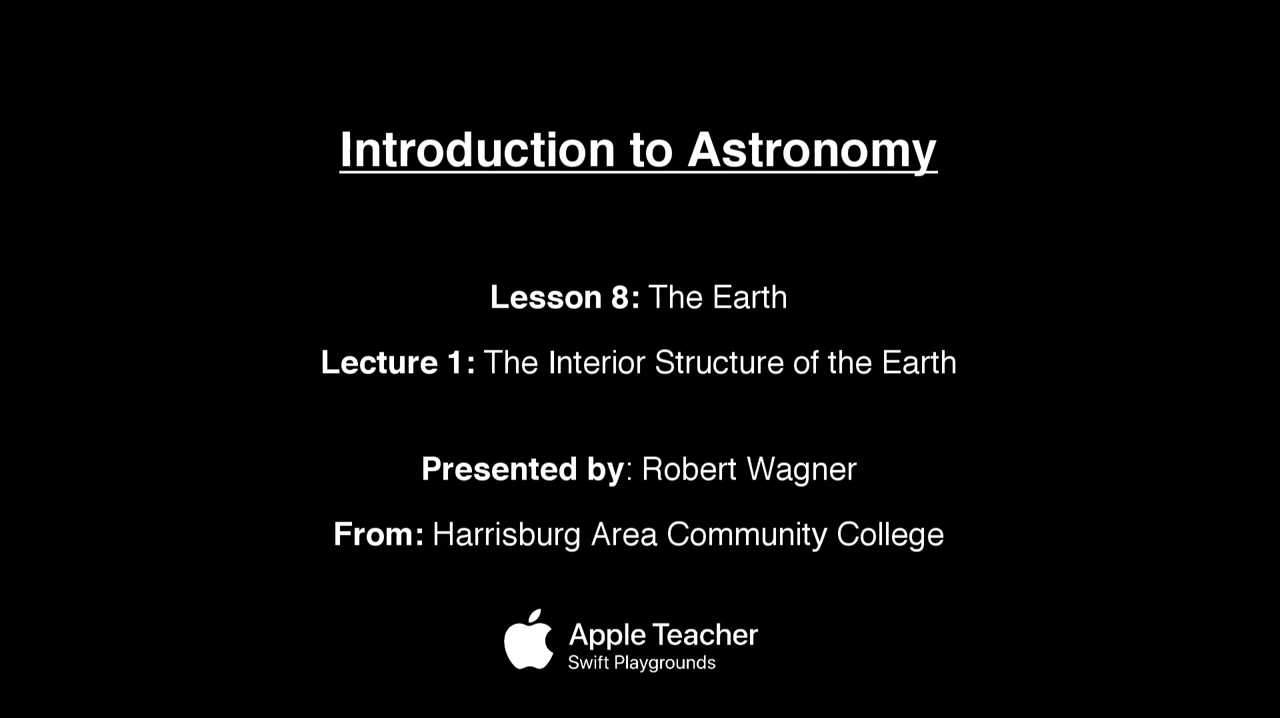 Introduction to Astronomy
Lesson 8: The Earth
Lecture 1: The Interior Structure of the Earth
Presented by: Robert Wagner
From: Harrisburg Area Community College
Apple Teacher
Swift Playgrounds